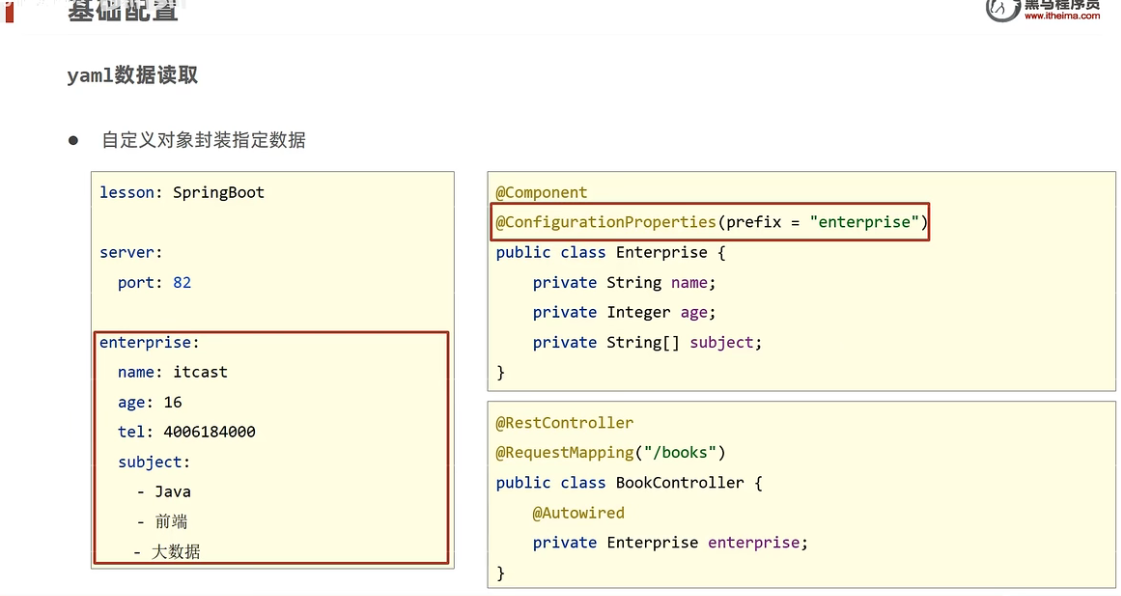 基础配置
黑马程序员
www.itheima.com
yaml数据读取
● 自定义对象封装指定数据
lesson: SpringBoot
server:
port: 82
enterprise:
name: itcast
age: 16
tel: 4006184000
subject:
- Java
- 前端
- 大数据
@Component
@ConfigurationProperties(prefix = "enterprise")
public class Enterprise {
private String name;
private Integer age;
private String[] subject;
}
@RestController
@RequestMapping("/books")
public class BookController {
@Autowired
private Enterprise enterprise;
}